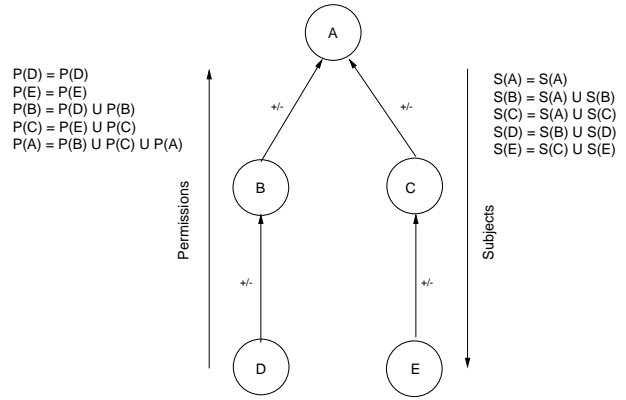 A
P(D) = P(D)
P(E) = P(E)
P(B) = P(D) U P(B)
P(C) = P(E) U P(C)
P(A) = P(B) U P(C) U P(A)
S(A) = S(A)
S(B) = S(A) U S(B)
S(C) = S(A) U S(C)
S(D) = S(B) U S(D)
S(E) = S(C) U S(E)
+/-
+/-
B
C
Permissions
Subjects
+/-
+/-
D
E